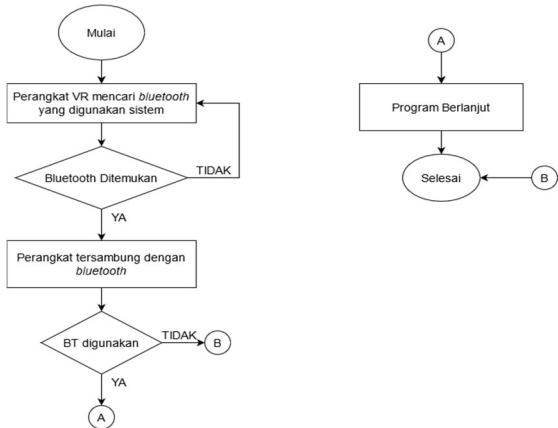 Mulai
Perangkat VR mencari bluetooth
yang digunakan sistem
Bluetooth Ditemukan
TIDAK
YA
Perangkat tersambung dengan
bluetooth
BT digunakan
TIDAK
B
YA
A
A
Program Berlanjut
Selesai
B